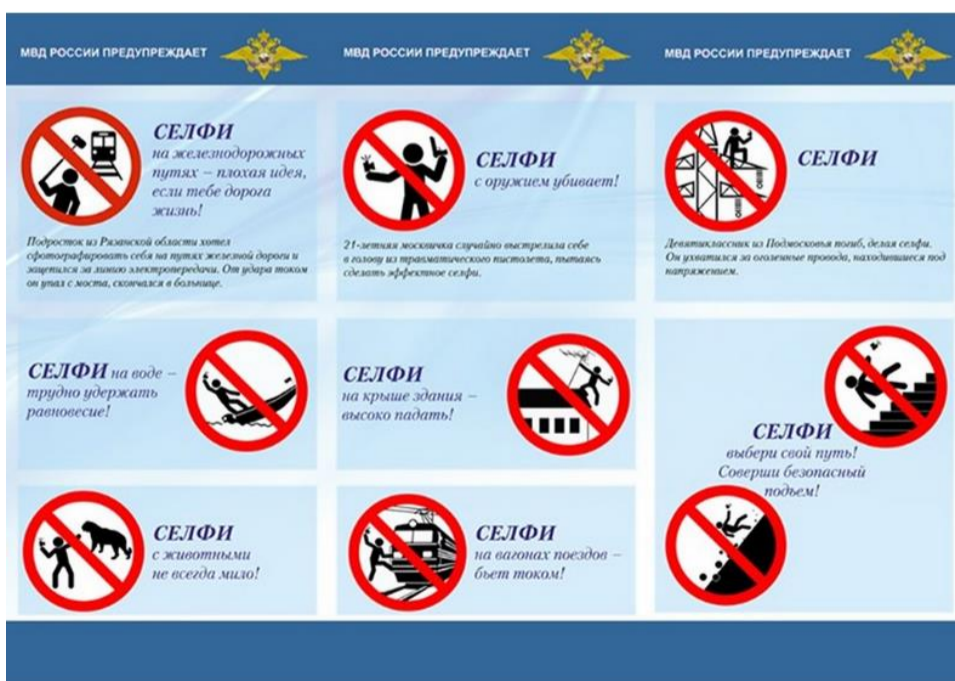 МВД РОССИИ ПРЕДУПРЕЖДАЕТ
СЕЛФИ
на железнодорожных
путях – плохая идея,
если тебе дорога
жизнь!
Подросток из Рязанской области хотел
сфотографировать себя на путях железной дороги и
зацепился за линию электропередачи. От удара током
он упал с моста, скончался в больнице.
СЕЛФИ на воде –
трудно удержать
равновесие!
СЕЛФИ
с животными
не всегда мило!
МВД РОССИИ ПРЕДУПРЕЖДАЕТ
СЕЛФИ
с оружием убивает!
21-летняя москвичка случайно выстрелила себе
в голову из травматического пистолета, пытаясь
сделать эффектное селфи.
СЕЛФИ
на крыше здания –
высоко падать!
СЕЛФИ
на вагонах поездов –
бьет током!
МВД РОССИИ ПРЕДУПРЕЖДАЕТ
СЕЛФИ
Девятиклассник из Подмосковья погиб, делая селфи.
Он ухватился за оголенные провода, находившиеся под
напряжением.
СЕЛФИ
выбери свой путь!
Соверши безопасный
подъем!